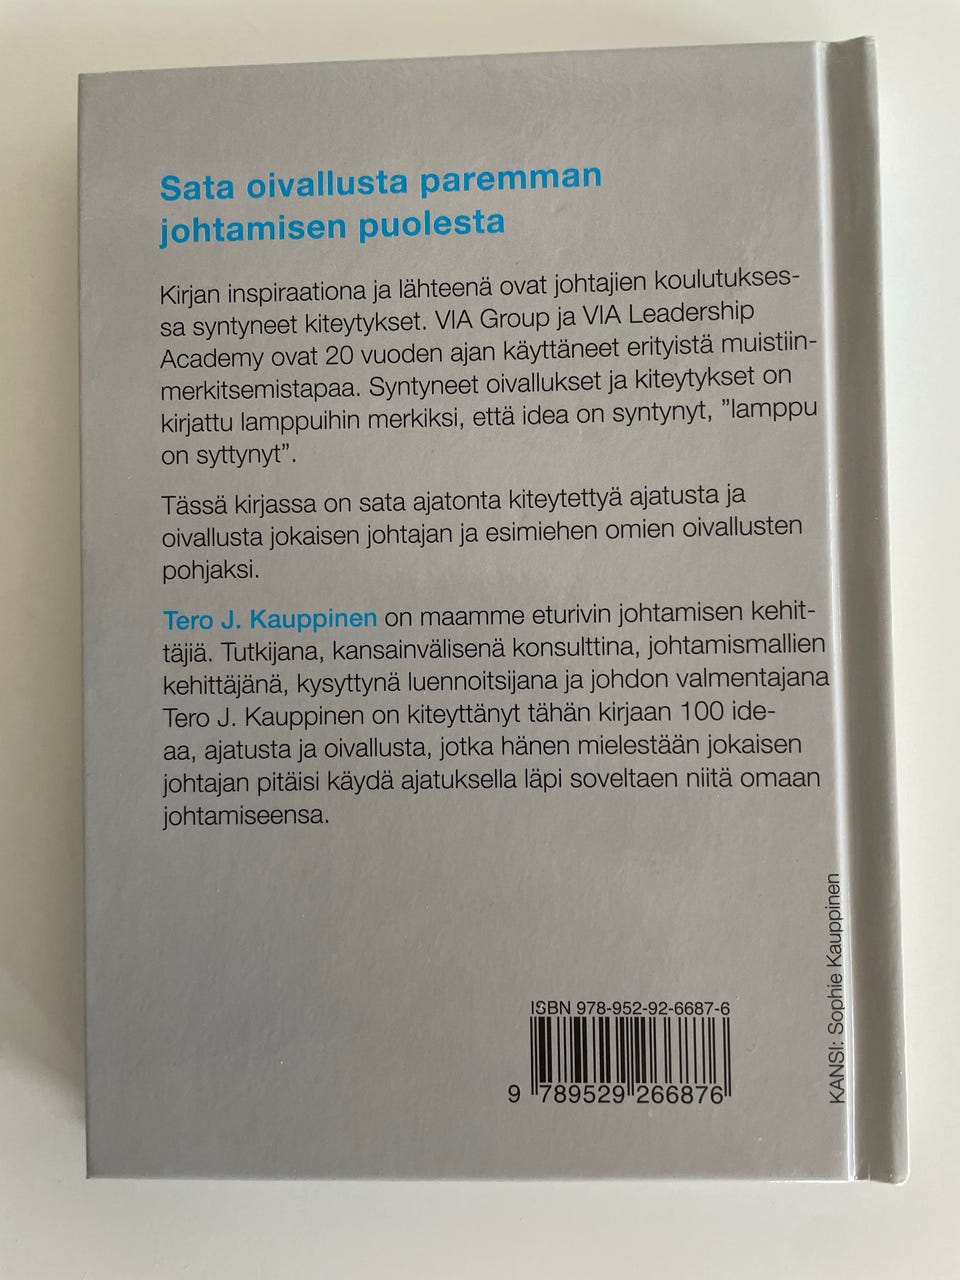 Sata oivallusta paremman
johtamisen puolesta
Kirjan inspiraationa ja lähteenä ovat johtajien koulutukses-
sa syntyneet kiteytykset. VIA Group ja VIA Leadership
Academy ovat 20 vuoden ajan käyttäneet erityistä muistiin-
merkitsemistapaa. Syntyneet oivallukset ja kiteytykset on
kirjattu lamppuihin merkiksi, että idea on syntynyt, ”lamppu
on syttynyt”.
Tässä kirjassa on sata ajatonta kiteytettyä ajatusta ja
oivallusta jokaisen johtajan ja esimiehen omien oivallusten
pohjaksi.
Tero J. Kauppinen on maamme eturivin johtamisen kehit-
täjiä. Tutkijana, kansainvälisenä konsulttina, johtamismallien
kehittäjänä, kysyttynä luennoitsijana ja johdon valmentajana
Tero J. Kauppinen on kiteyttänyt tähän kirjaan 100 ide-
aa, ajatusta ja oivallusta, jotka hänen mielestään jokaisen
johtajan pitäisi käydä ajatuksella läpi soveltaen niitä omaan
johtamiseensa.
KANSI: Sophie Kauppinen
ISBN 978-952-92-6687-6
9 789529 266876